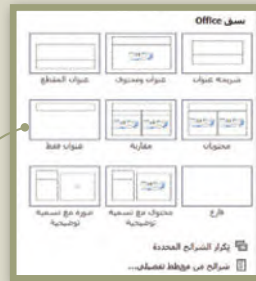 نسق Office
شريحة عنوان
عنوان ومحتوى
عنوان المقطع
محتويان
مقارنة
عنوان فقط
فارغ
محتوى مع تسمية توضيحية
صورة مع تسمية توضيحية
تكرار الشرائح المحددة
شرائح من مخطط تفصيلي...